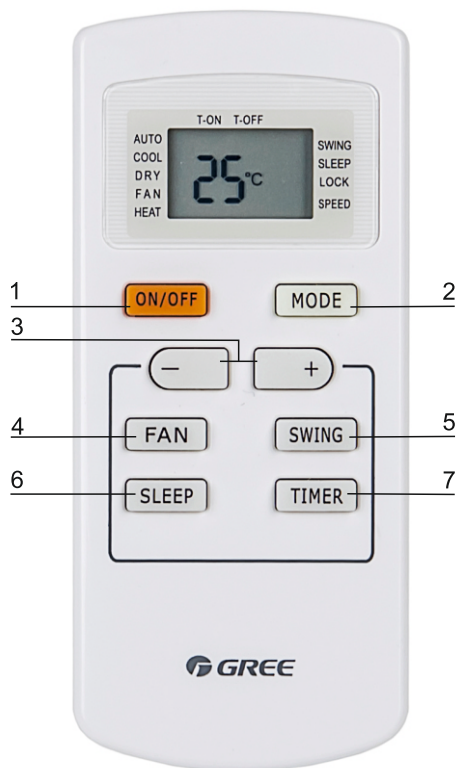 T-ON T-OFF
AUTO
COOL
DRY
FAN
HEAT
25°C
SWING
SLEEP
LOCK
SPEED
1
ON/OFF
MODE
2
3
−
+
4
FAN
SWING
5
6
SLEEP
TIMER
7
GREE